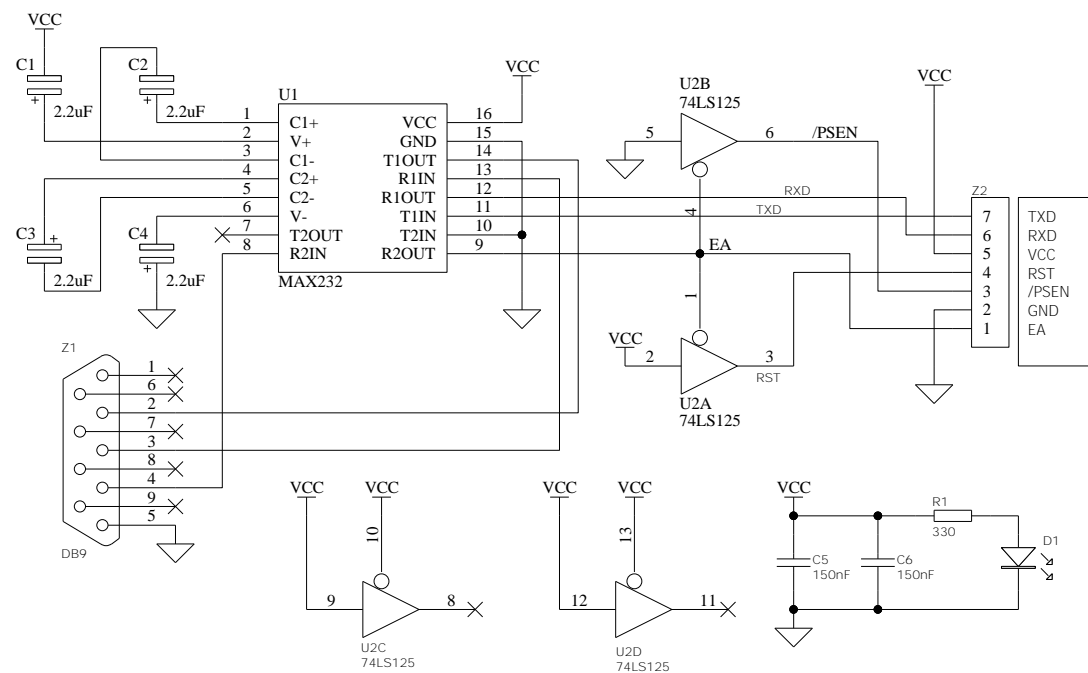 VCC
C1
+
2.2uF
C2
+
2.2uF
C3
+
2.2uF
C4
+
2.2uF
U1
1 C1+ VCC 16
2 V+ GND 15
3 C1- T1OUT 14
4 C2+ R1IN 13
5 C2- R1OUT 12
6 V- T1IN 11
7 T2OUT T2IN 10
8 R2IN R2OUT 9
MAX232
VCC
U2B
74LS125
5
6
/PSEN
4
RXD
TXD
EA
1
VCC
2
3
RST
U2A
74LS125
VCC
Z2
7 TXD
6 RXD
5 VCC
4 RST
3 /PSEN
2 GND
1 EA
Z1
1
6
2
7
3
8
4
9
5
DB9
VCC
VCC
10
9
8
U2C
74LS125
VCC
VCC
13
12
11
U2D
74LS125
VCC
C5
150nF
C6
150nF
R1
330
D1